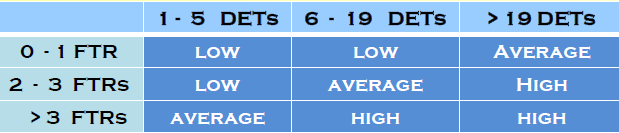 1 - 5 DETs 6 - 19 DETs > 19 DETs
0 - 1 FTR LOW LOW AVERAGE
2 - 3 FTRs LOW AVERAGE HIGH
> 3 FTRs AVERAGE HIGH HIGH